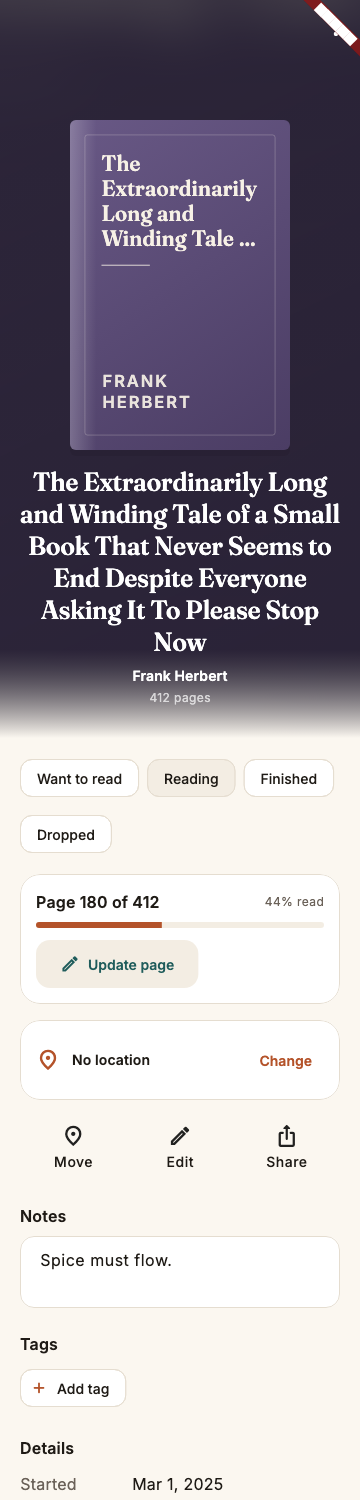 The
Extraordinarily
Long and
Winding Tale ...
FRANK
HERBERT
The Extraordinarily Long
and Winding Tale of a Small
Book That Never Seems to
End Despite Everyone
Asking It To Please Stop
Now
Frank Herbert
412 pages
Want to read
Reading
Finished
Dropped
Page 180 of 412
44% read
Update page
No location
Change
Move
Edit
Share
Notes
Spice must flow.
Tags
+ Add tag
Details
Started
Mar 1, 2025